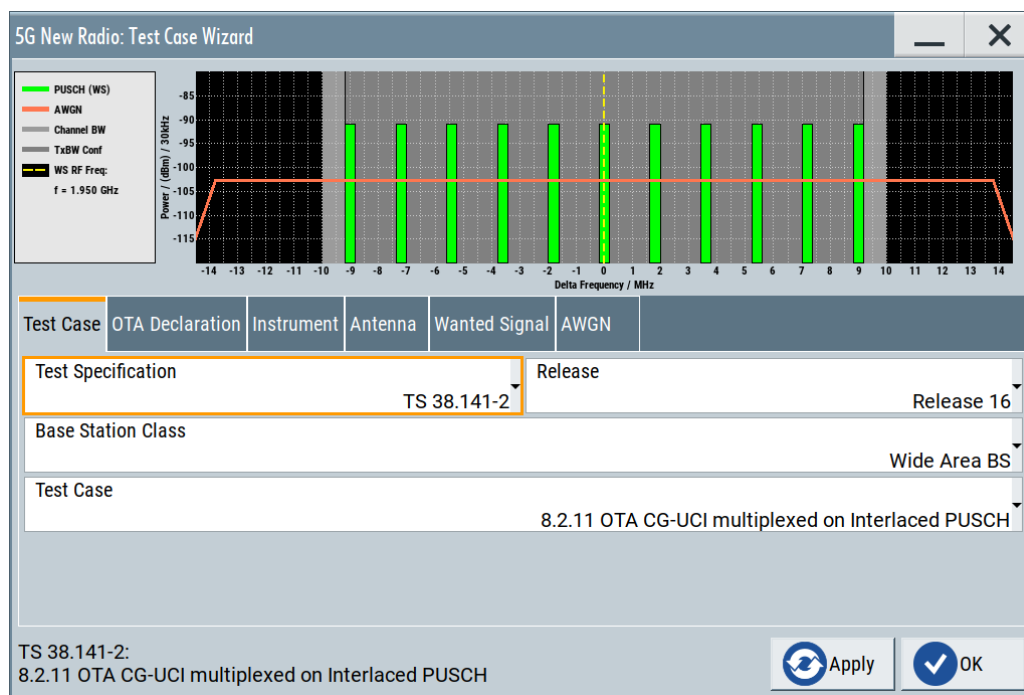 5G New Radio: Test Case Wizard
PUSCH (WS)
AWGN
Channel BW
TxBW Conf
WS RF Freq:
f = 1.950 GHz
Power / (dBm) / 30kHz
-85
-90
-95
-100
-105
-110
-115
-14 -13 -12 -11 -10 -9 -8 -7 -6 -5 -4 -3 -2 -1 0 1 2 3 4 5 6 7 8 9 10 11 12 13 14
Delta Frequency / MHz
Test Case OTA Declaration Instrument Antenna Wanted Signal AWGN
Test Specification
TS 38.141-2
Release
Release 16
Base Station Class
Wide Area BS
Test Case
8.2.11 OTA CG-UCI multiplexed on Interlaced PUSCH
TS 38.141-2:
8.2.11 OTA CG-UCI multiplexed on Interlaced PUSCH
Apply
OK